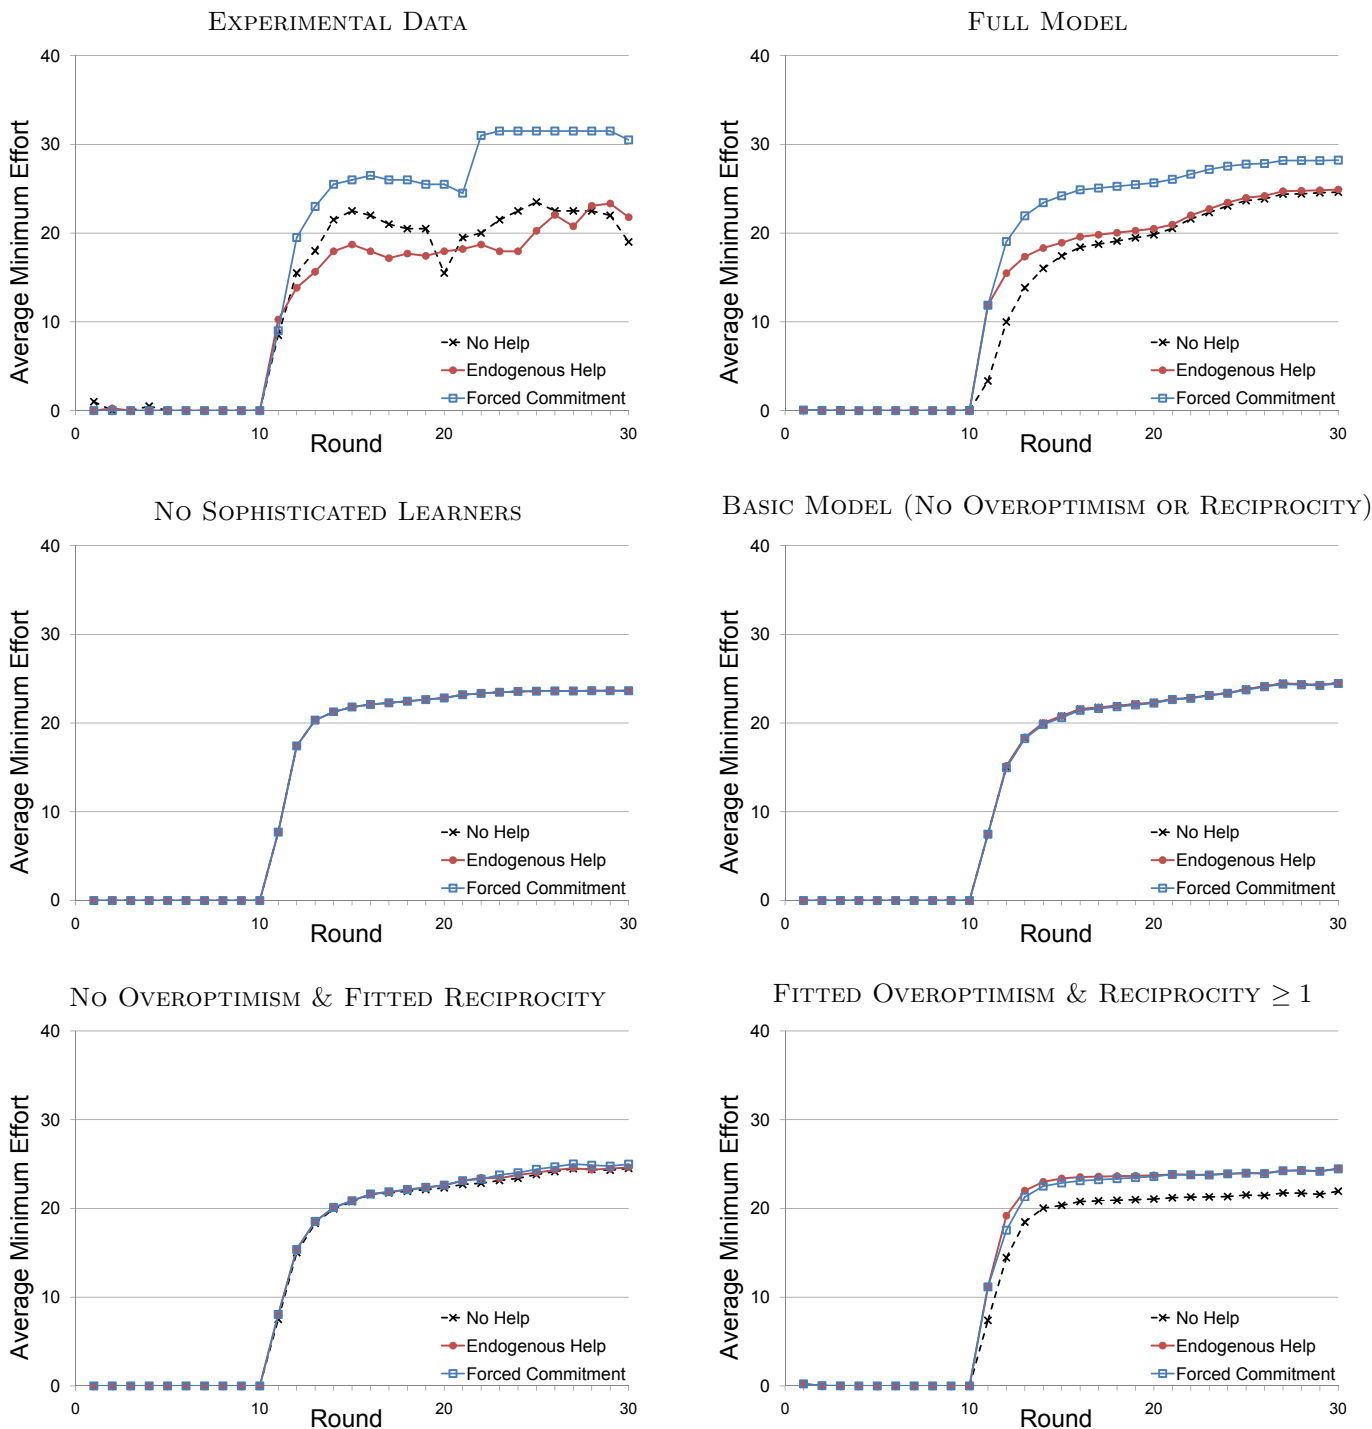 EXPERIMENTAL DATA
40
30
20
10
0
0
10
20
30
Average Minimum Effort
Round
No Help
Endogenous Help
Forced Commitment
FULL MODEL
40
30
20
10
0
0
10
20
30
Average Minimum Effort
Round
No Help
Endogenous Help
Forced Commitment
NO SOPHISTICATED LEARNERS
40
30
20
10
0
0
10
20
30
Average Minimum Effort
Round
No Help
Endogenous Help
Forced Commitment
BASIC MODEL (NO OVEROPTIMISM OR RECIPROCITY)
40
30
20
10
0
0
10
20
30
Average Minimum Effort
Round
No Help
Endogenous Help
Forced Commitment
NO OVEROPTIMISM & FITTED RECIPROCITY
40
30
20
10
0
0
10
20
30
Average Minimum Effort
Round
No Help
Endogenous Help
Forced Commitment
FITTED OVEROPTIMISM & RECIPROCITY ≥ 1
40
30
20
10
0
0
10
20
30
Average Minimum Effort
Round
No Help
Endogenous Help
Forced Commitment